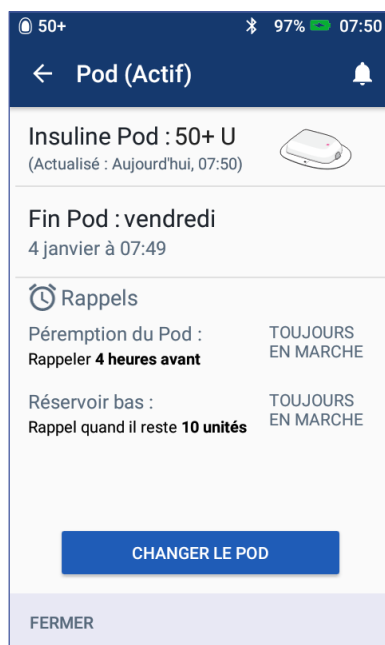 50+ 97% 07:50
Pod (Actif)
Insuline Pod : 50+ U
(Actualisé : Aujourd'hui, 07:50)
Fin Pod : vendredi
4 janvier à 07:49
Rappels
Péremption du Pod :
Rappeler 4 heures avant
TOUJOURS
EN MARCHE
Réservoir bas :
Rappel quand il reste 10 unités
TOUJOURS
EN MARCHE
CHANGER LE POD
FERMER